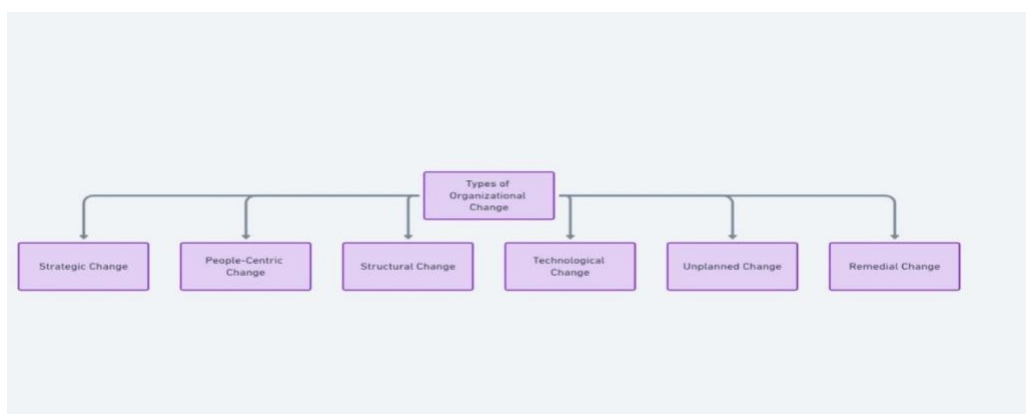 Types of
Organizational
Change
Strategic Change
People-Centric
Change
Structural Change
Technological
Change
Unplanned Change
Remedial Change